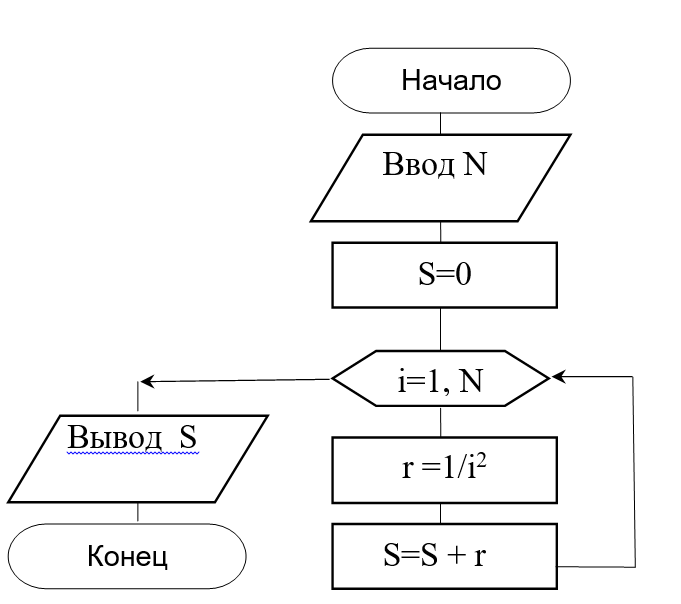 Начало
Ввод N
S=0
i=1, N
r =1/i²
S=S + r
Вывод S
Конец